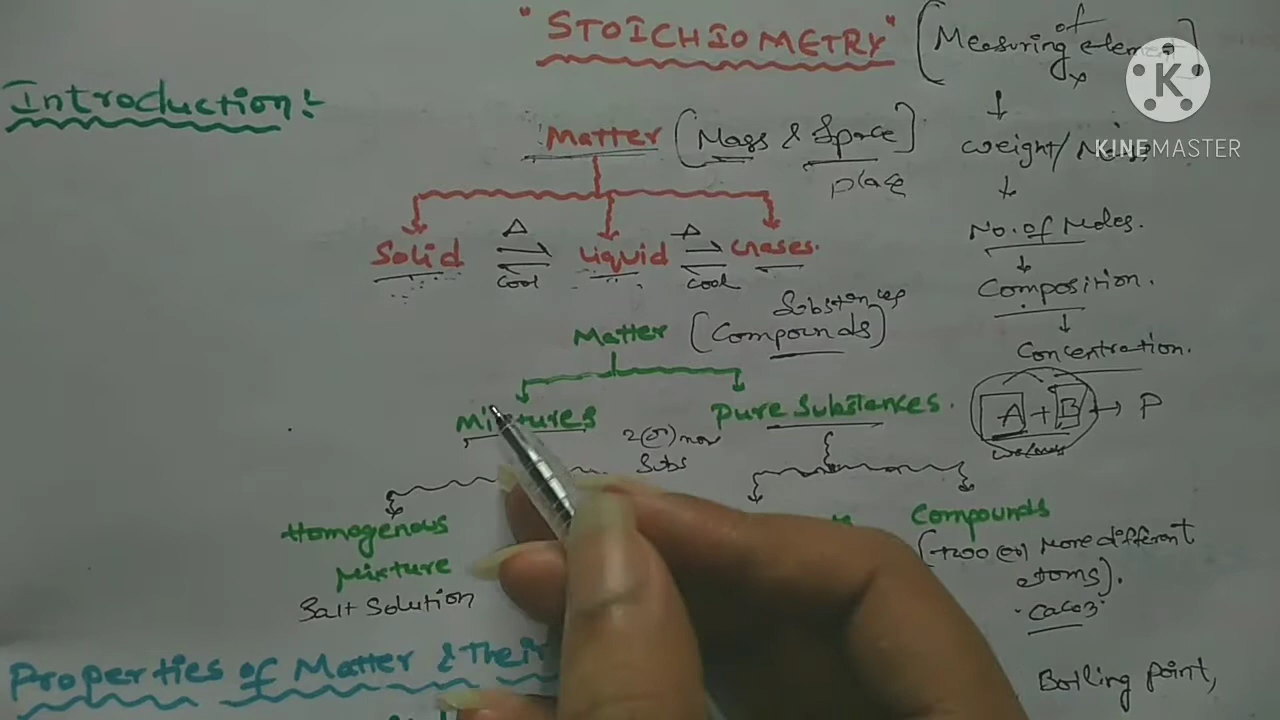 "STOICHIOMETRY" (Measuring of element)
K
KINEMASTER
Introduction:-
Matter (Mass & Space)
place
Weight/
No. of Moles.
Solid Δ cool Liquid Δ cool Gases.
Composition.
Substances
Matter (Compounds)
Concentration.
Mixtures Pure Substances.
A + B → P
2 (or) mor
Subs
Homogenous
Mixture
Salt Solution
Compounds
(two (or) More different
atoms).
CaCO3
Properties of Matter & Their
Boiling point,